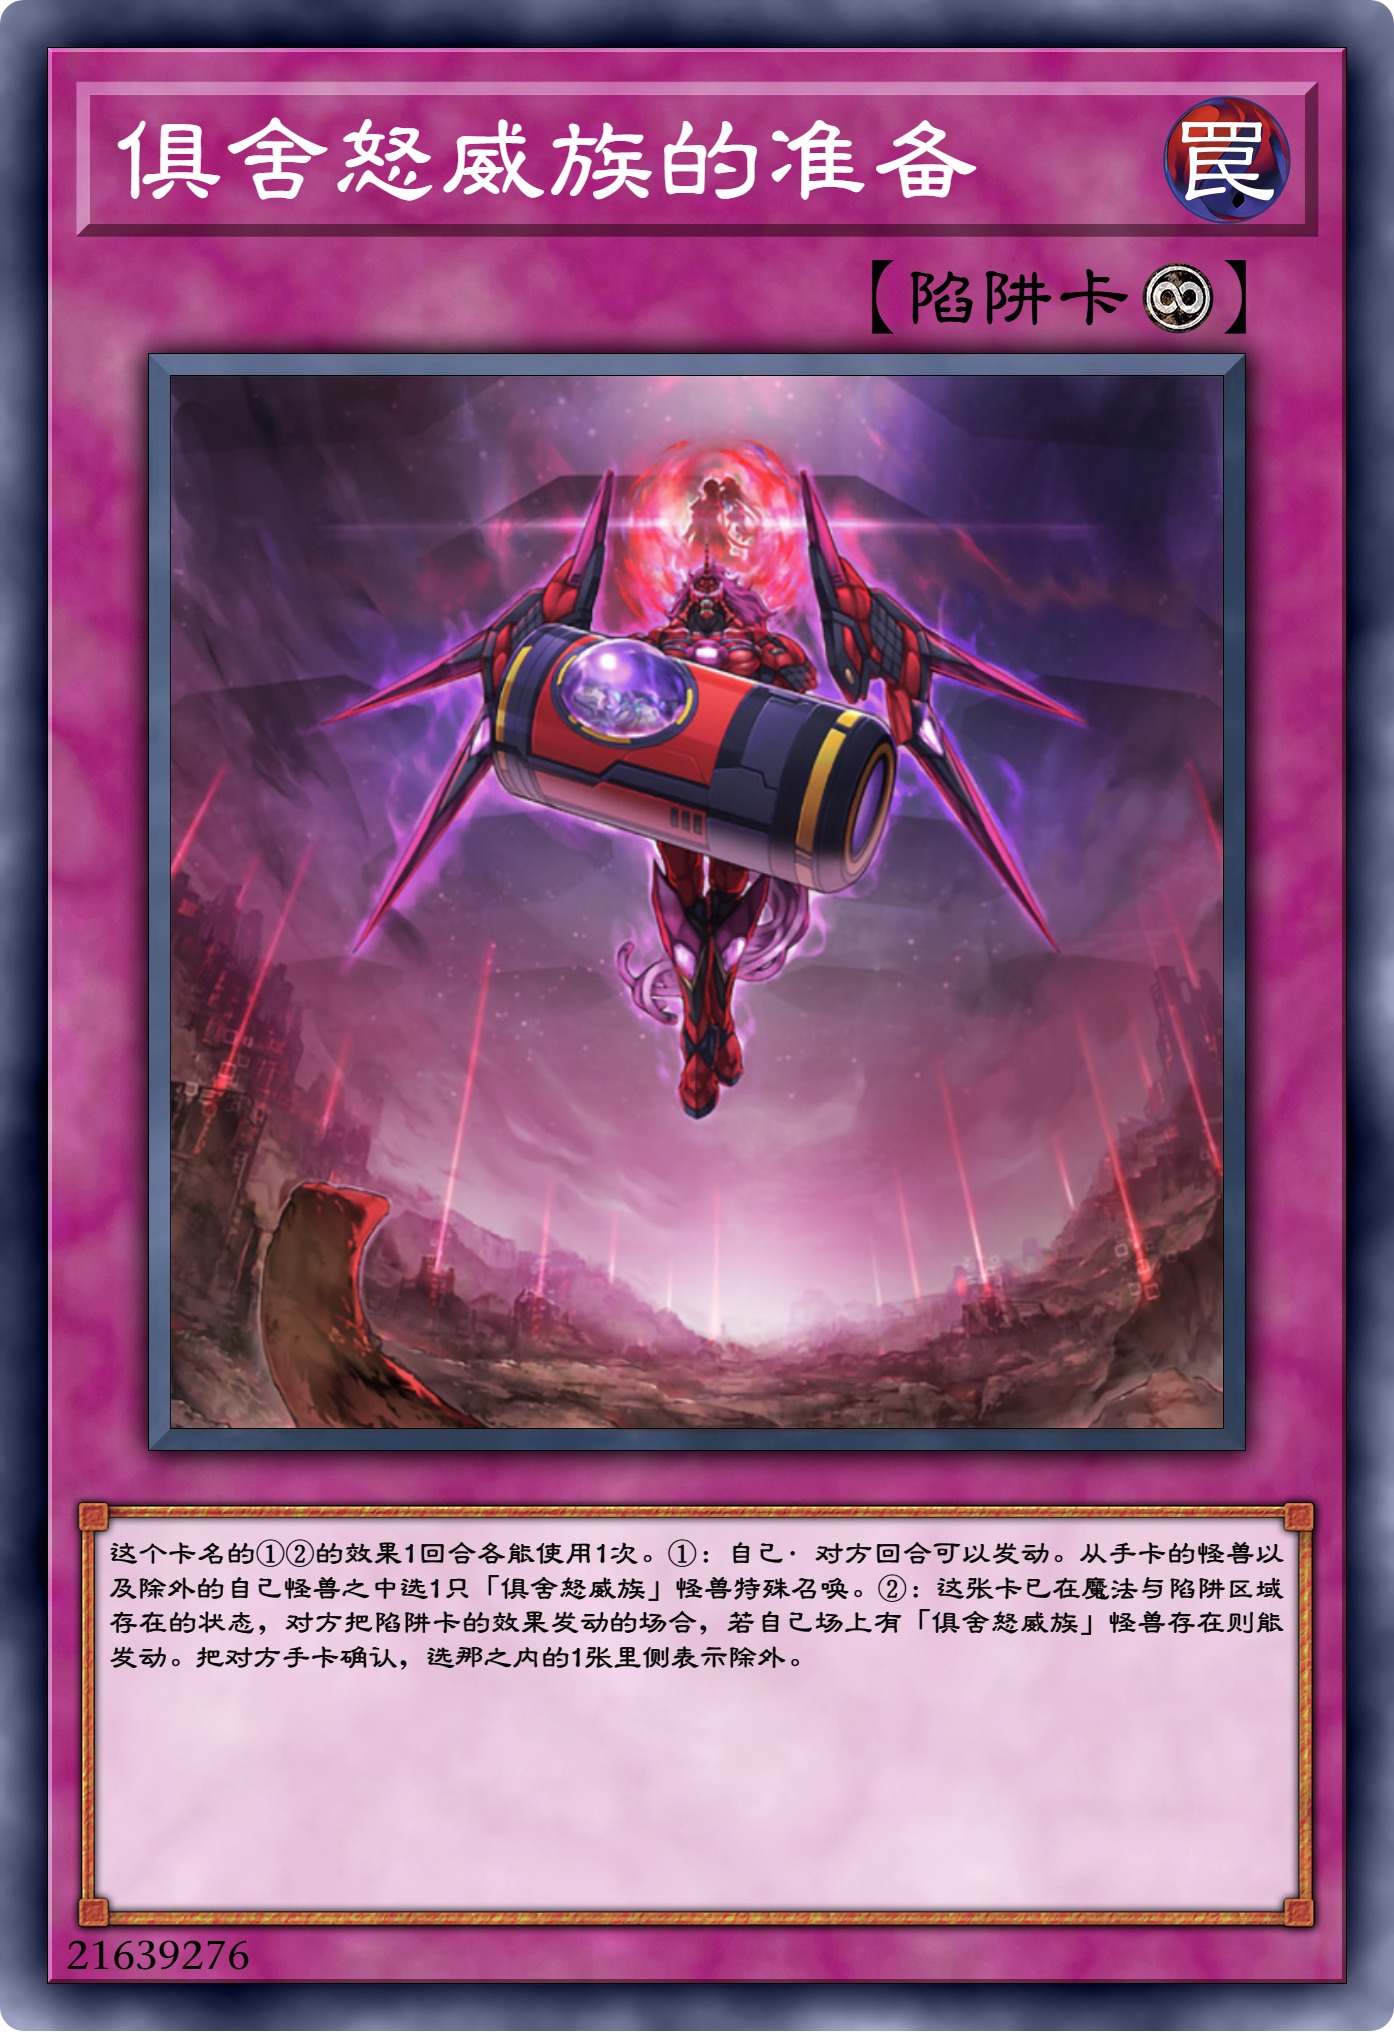 俱舍怒威族的准备
罠
【陷阱卡】
这个卡名的①②的效果1回合各能使用1次。①：自己·对方回合可以发动。从手卡的怪兽以
及除外的自己怪兽之中选1只「俱舍怒威族」怪兽特殊召唤。②：这张卡已在魔法与陷阱区域
存在的状态，对方把陷阱卡的效果发动的场合，若自己场上有「俱舍怒威族」怪兽存在则能
发动。把对方手卡确认，选那之内的1张里侧表示除外。
21639276